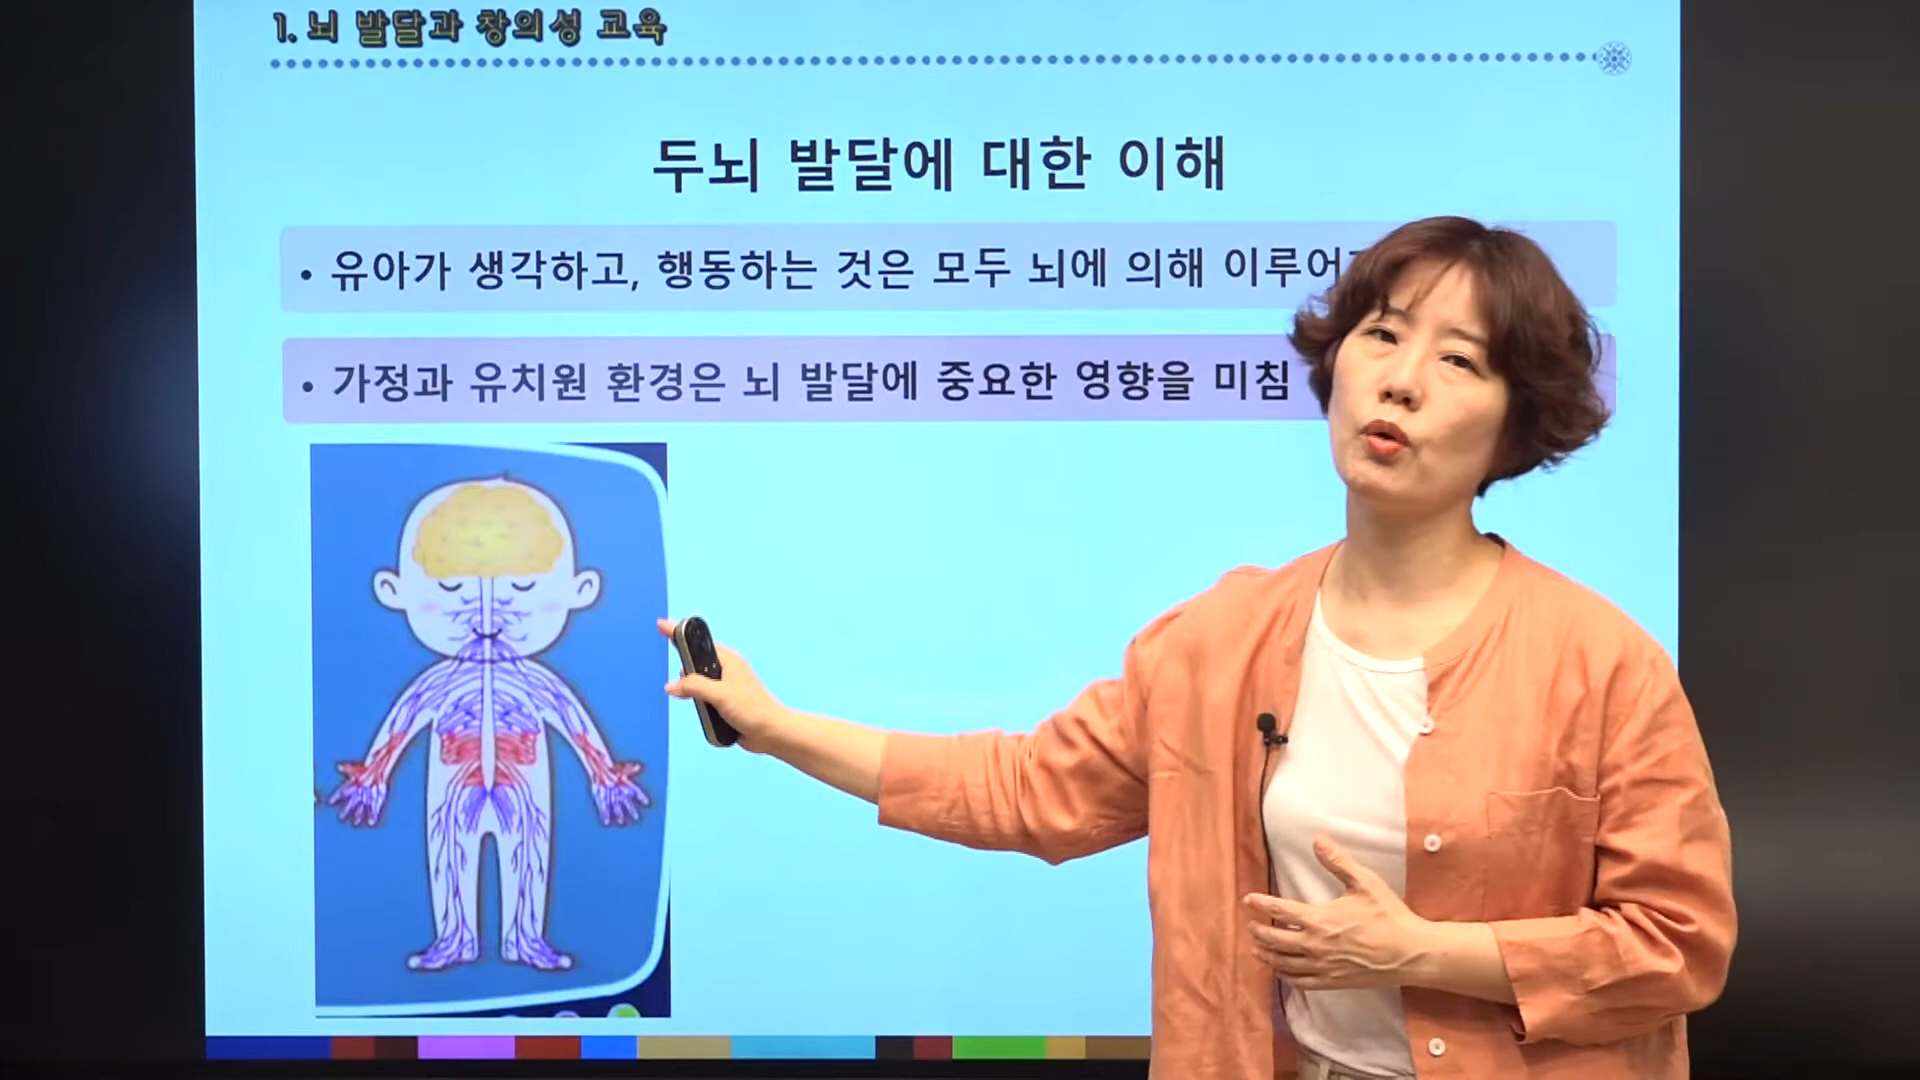 1. 뇌 발달과 창의성 교육
두뇌 발달에 대한 이해
• 유아가 생각하고, 행동하는 것은 모두 뇌에 의해
• 가정과 유치원 환경은 뇌 발달에 중요한 영향을 미침